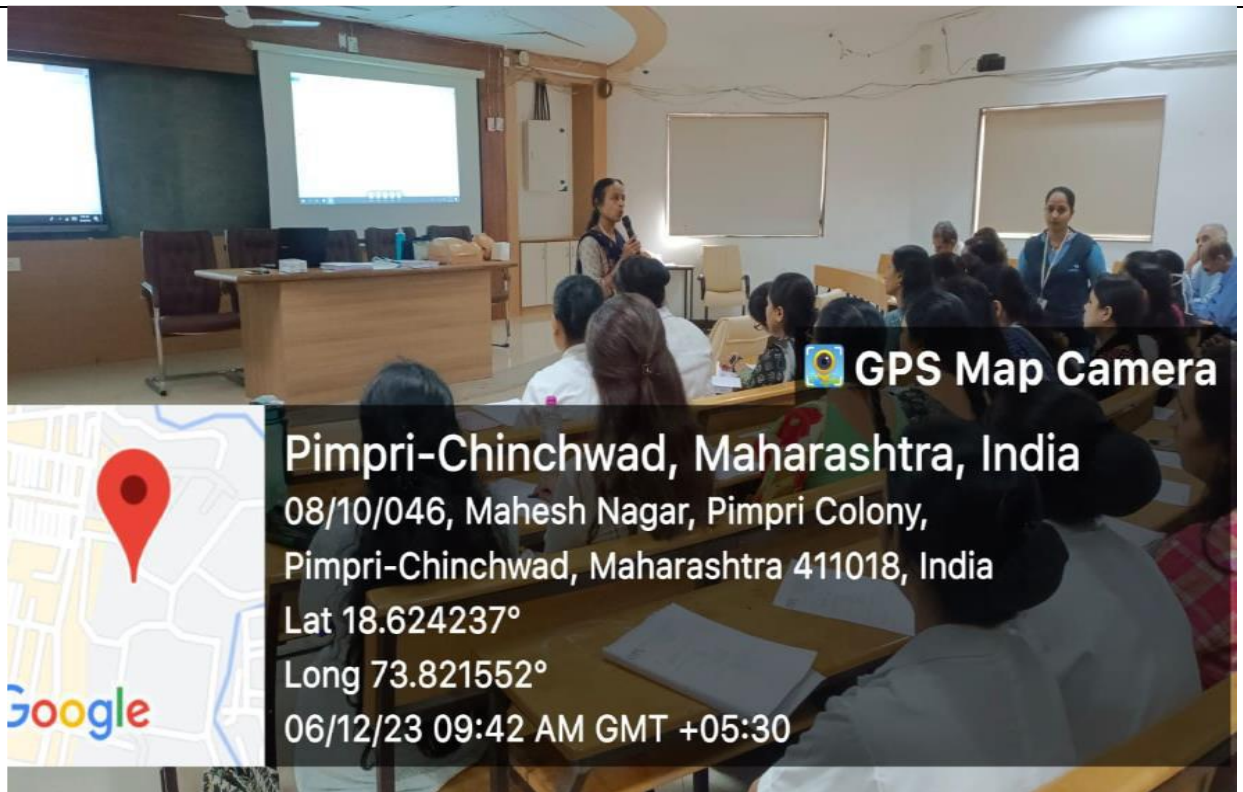 GPS Map Camera
Pimpri-Chinchwad, Maharashtra, India
08/10/046, Mahesh Nagar, Pimpri Colony,
Pimpri-Chinchwad, Maharashtra 411018, India
Lat 18.624237°
Long 73.821552°
06/12/23 09:42 AM GMT +05:30
Google